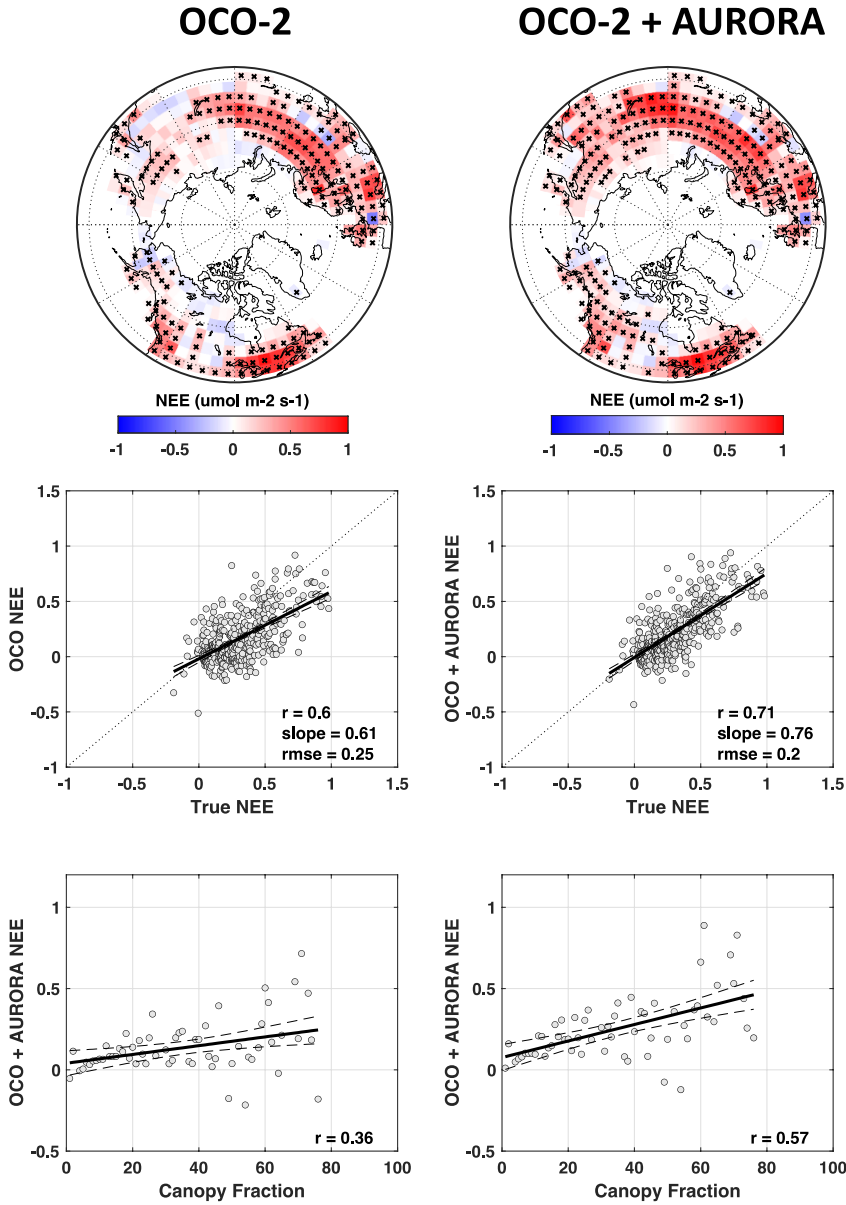 OCO-2
OCO-2 + AURORA
NEE (umol m-2 s-1)
-1 -0.5 0 0.5 1
NEE (umol m-2 s-1)
-1 -0.5 0 0.5 1
1.5
1
0.5
0
-0.5
-1
OCO NEE
r = 0.6
slope = 0.61
rmse = 0.25
-1 -0.5 0 0.5 1 1.5
True NEE
1.5
1
0.5
0
-0.5
-1
OCO + AURORA NEE
r = 0.71
slope = 0.76
rmse = 0.2
-1 -0.5 0 0.5 1 1.5
True NEE
1
0.5
0
-0.5
OCO + AURORA NEE
r = 0.36
0 20 40 60 80 100
Canopy Fraction
1
0.5
0
-0.5
OCO + AURORA NEE
r = 0.57
0 20 40 60 80 100
Canopy Fraction